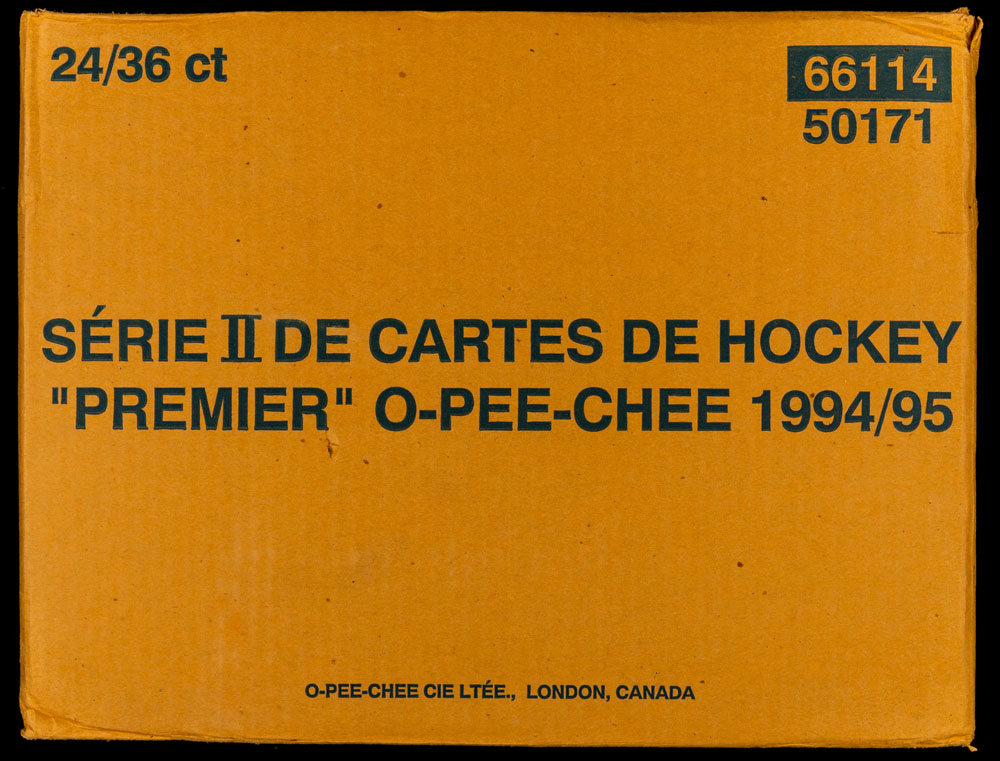 24/36 ct
66114
50171
SÉRIE II DE CARTES DE HOCKEY
"PREMIER" O-PEE-CHEE 1994/95
O-PEE-CHEE CIE LTÉE., LONDON, CANADA